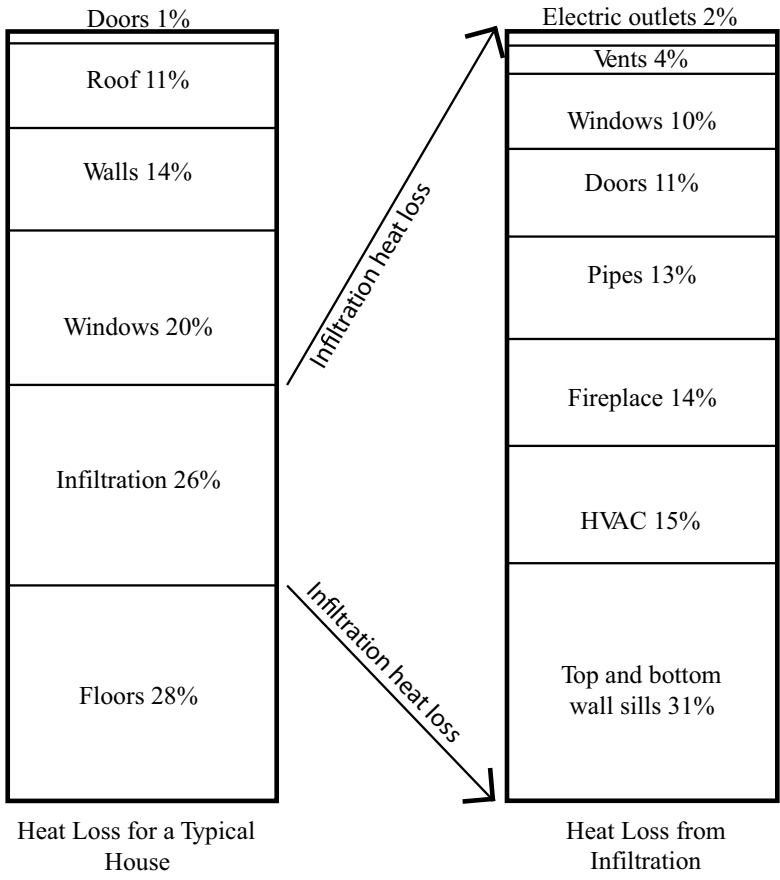 Doors 1%
Roof 11%
Walls 14%
Windows 20%
Infiltration 26%
Floors 28%
Heat Loss for a Typical
House
Infiltration heat loss
Infiltration heat loss
Electric outlets 2%
Vents 4%
Windows 10%
Doors 11%
Pipes 13%
Fireplace 14%
HVAC 15%
Top and bottom
wall sills 31%
Heat Loss from
Infiltration